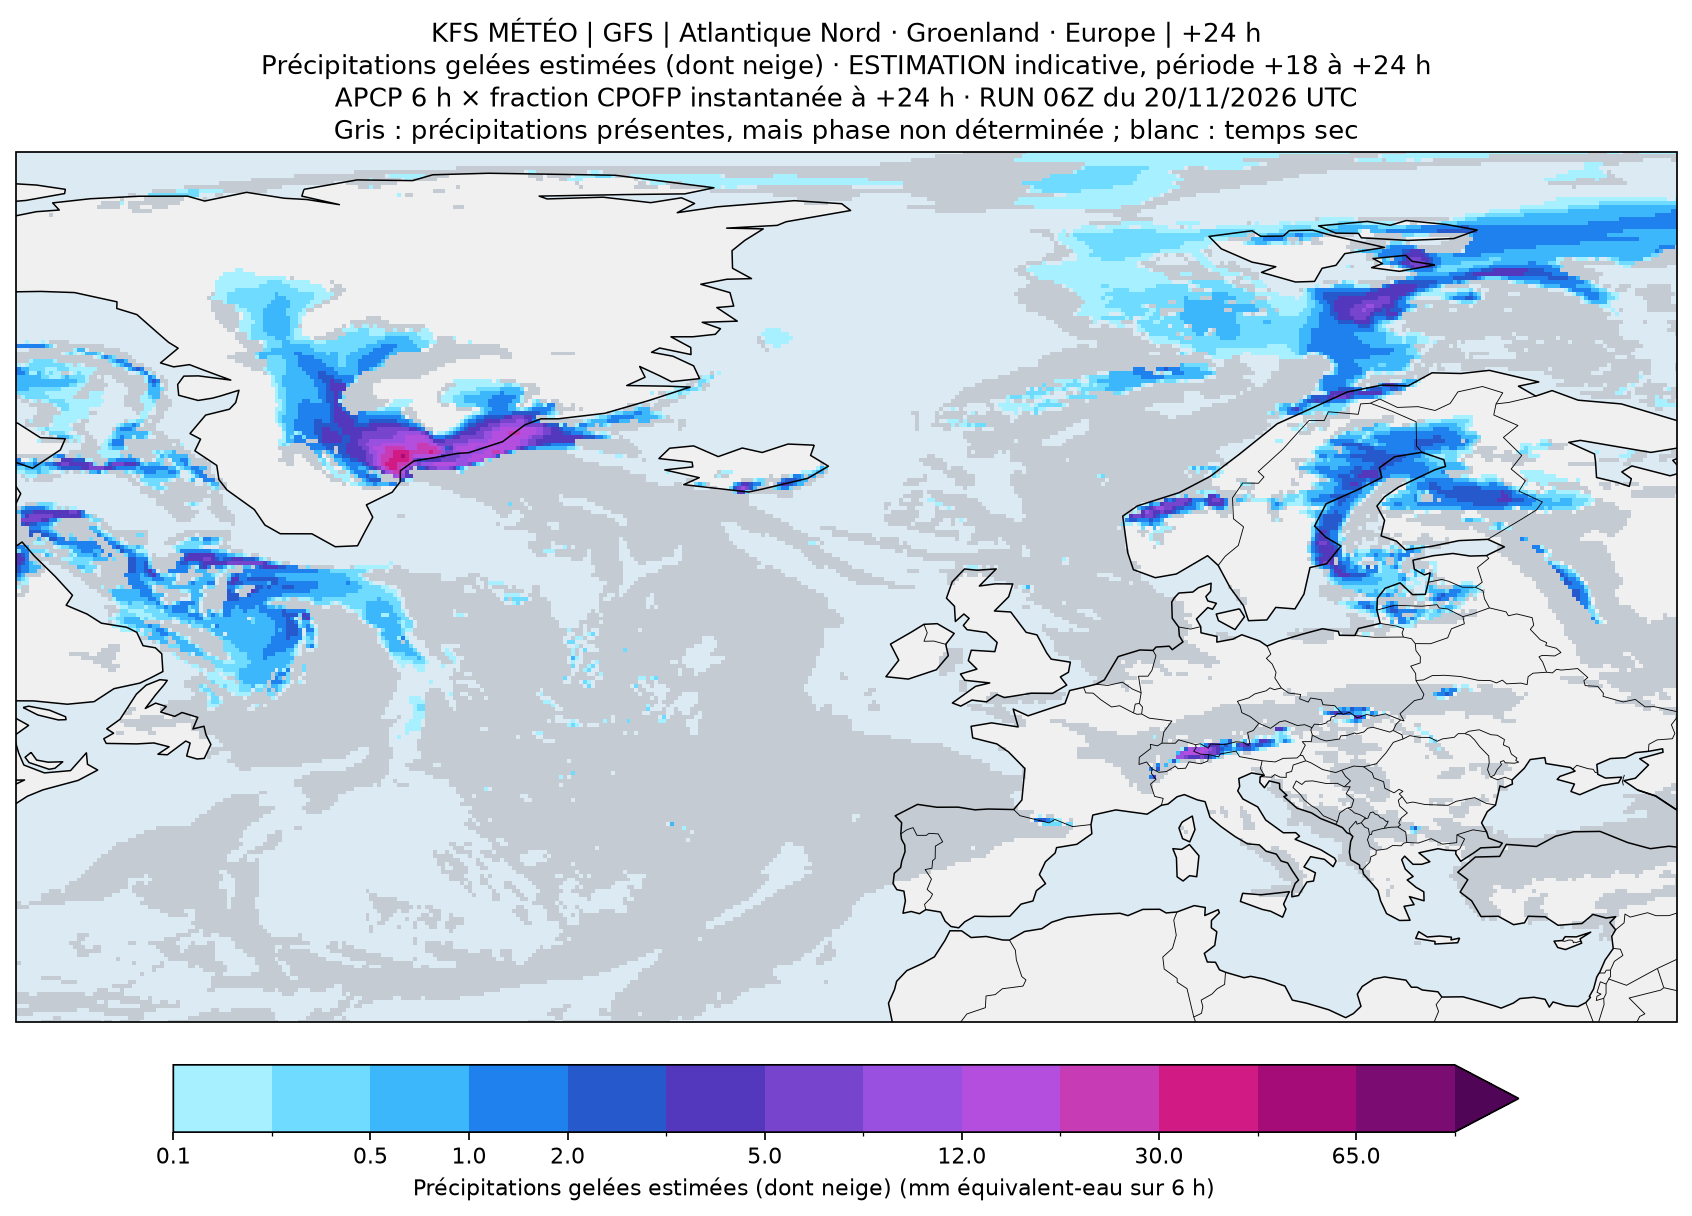 KFS MÉTÉO | GFS | Atlantique Nord · Groenland · Europe | +24 h
Précipitations gelées estimées (dont neige) · ESTIMATION indicative, période +18 à +24 h
APCP 6 h × fraction CPOFP instantanée à +24 h · RUN 06Z du 20/11/2026 UTC
Gris : précipitations présentes, mais phase non déterminée ; blanc : temps sec
0.1 0.5 1.0 2.0 5.0 12.0 30.0 65.0
Précipitations gelées estimées (dont neige) (mm équivalent-eau sur 6 h)